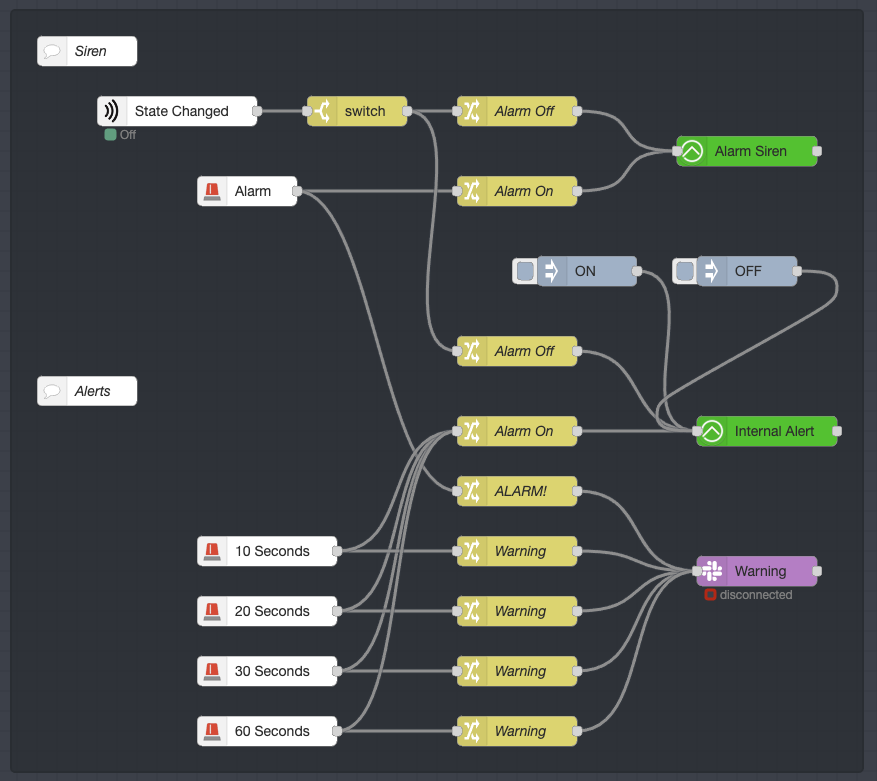 Siren
State Changed
switch
Alarm Off
Off
Alarm Siren
Alarm
Alarm On
ON
OFF
Alarm Off
Alerts
Alarm On
Internal Alert
ALARM!
10 Seconds
Warning
Warning
disconnected
20 Seconds
Warning
30 Seconds
Warning
60 Seconds
Warning